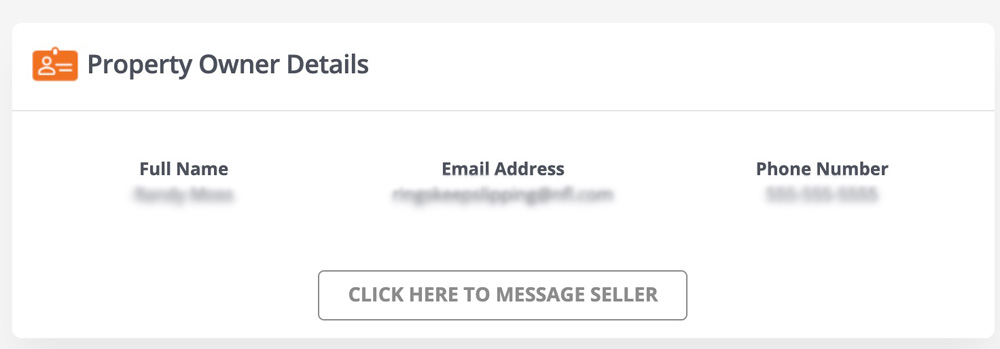 Property Owner Details
Full Name Email Address Phone Number
CLICK HERE TO MESSAGE SELLER